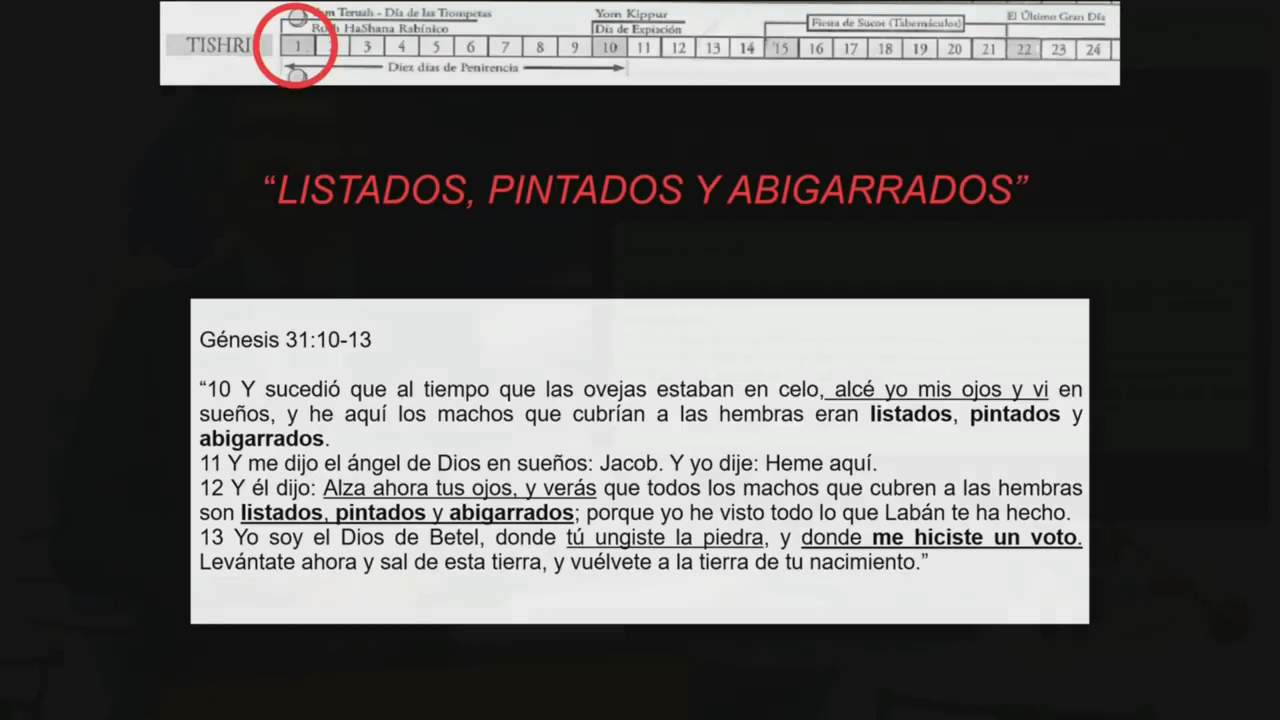 Yom Teruah - Día de las Trompetas
Rosh HaShana Rabínico
Yom Kippur
Día de Expiación
Fiesta de Sucot (Tabernáculos)
El Último Gran Día
TISHRI 1 2 3 4 5 6 7 8 9 10 11 12 13 14 15 16 17 18 19 20 21 22 23 24
Diez días de Penirencia
“LISTADOS, PINTADOS Y ABIGARRADOS”
Génesis 31:10-13
“10 Y sucedió que al tiempo que las ovejas estaban en celo, alcé yo mis ojos y vi en
sueños, y he aquí los machos que cubrían a las hembras eran listados, pintados y
abigarrados.
11 Y me dijo el ángel de Dios en sueños: Jacob. Y yo dije: Heme aquí.
12 Y él dijo: Alza ahora tus ojos, y verás que todos los machos que cubren a las hembras
son listados, pintados y abigarrados; porque yo he visto todo lo que Labán te ha hecho.
13 Yo soy el Dios de Betel, donde tú ungiste la piedra, y donde me hiciste un voto.
Levántate ahora y sal de esta tierra, y vuélvete a la tierra de tu nacimiento.”